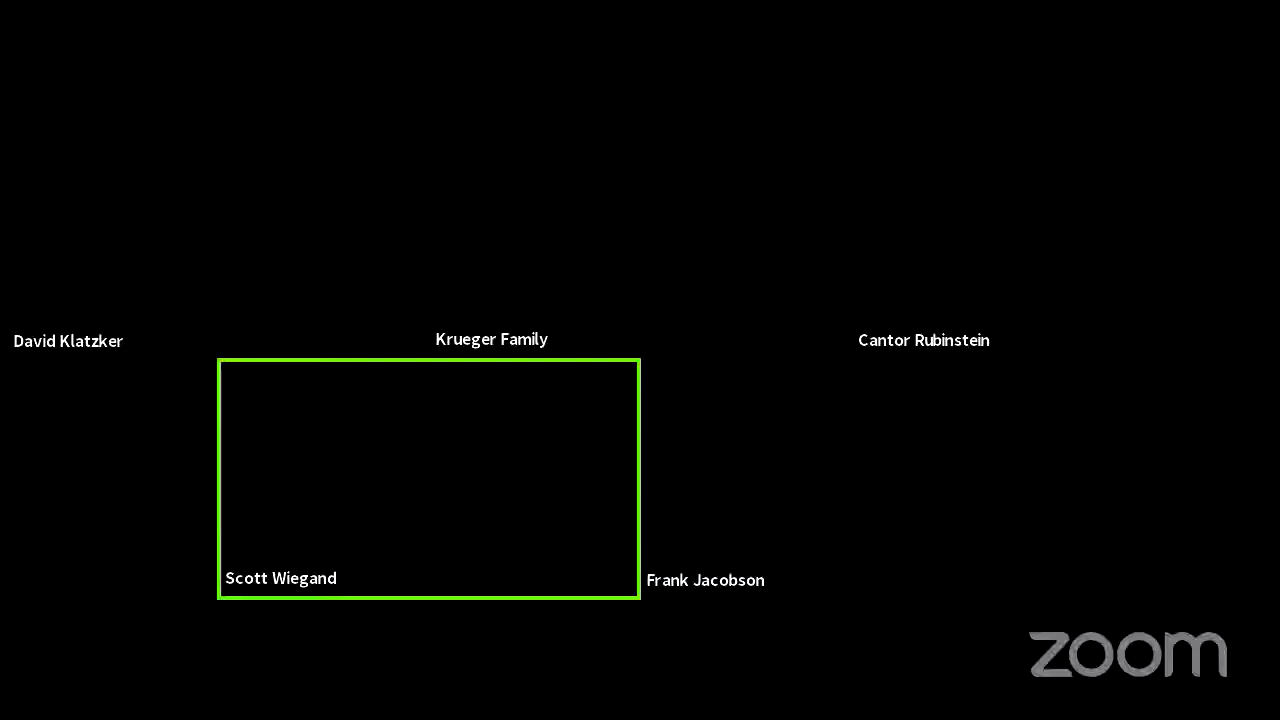 David Klatzker
Krueger Family
Cantor Rubinstein
Scott Wiegand
Frank Jacobson
zoom